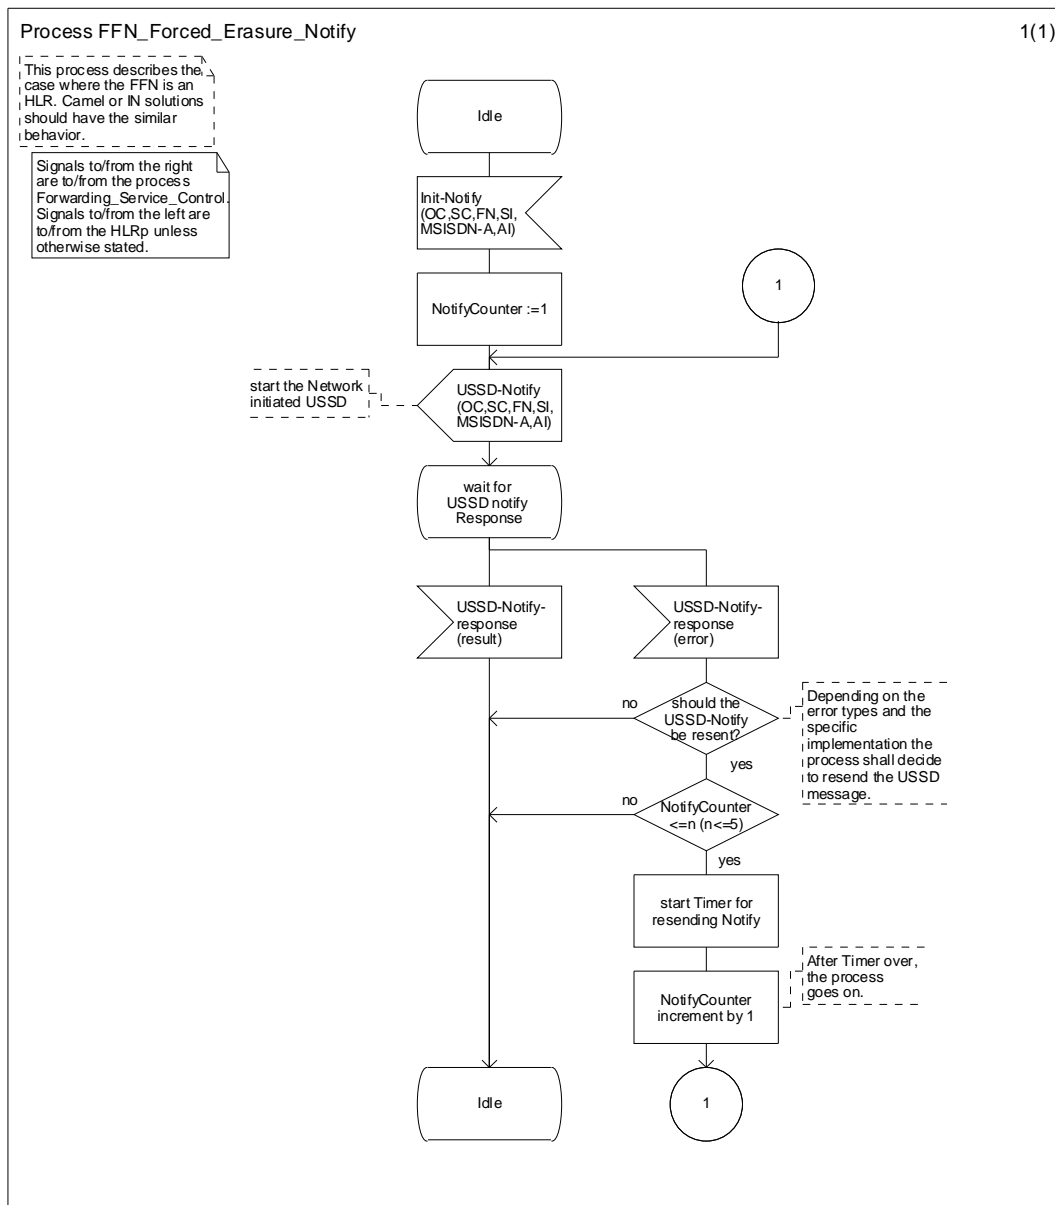 Process FFN_Forced_Erasure_Notify
1(1)
This process describes the
case where the FFN is an
HLR. Camel or IN solutions
should have the similar
behavior.
Signals to/from the right
are to/from the process
Forwarding_Service_Control.
Signals to/from the left are
to/from the HLRp unless
otherwise stated.
Idle
Init-Notify
(OC,SC,FN,SI,
MSISDN-A,AI)
NotifyCounter :=1
1
start the Network
initiated USSD
USSD-Notify
(OC,SC,FN,SI,
MSISDN-A,AI)
wait for
USSD notify
Response
USSD-Notify-
response
(result)
USSD-Notify-
response
(error)
no
should the
USSD-Notify
be resent?
Depending on the
error types and the
specific
implementation the
process shall decide
to resend the USSD
message.
yes
no
NotifyCounter
<=n (n<=5)
yes
start Timer for
resending Notify
After Timer over,
the process
goes on.
NotifyCounter
increment by 1
Idle
1